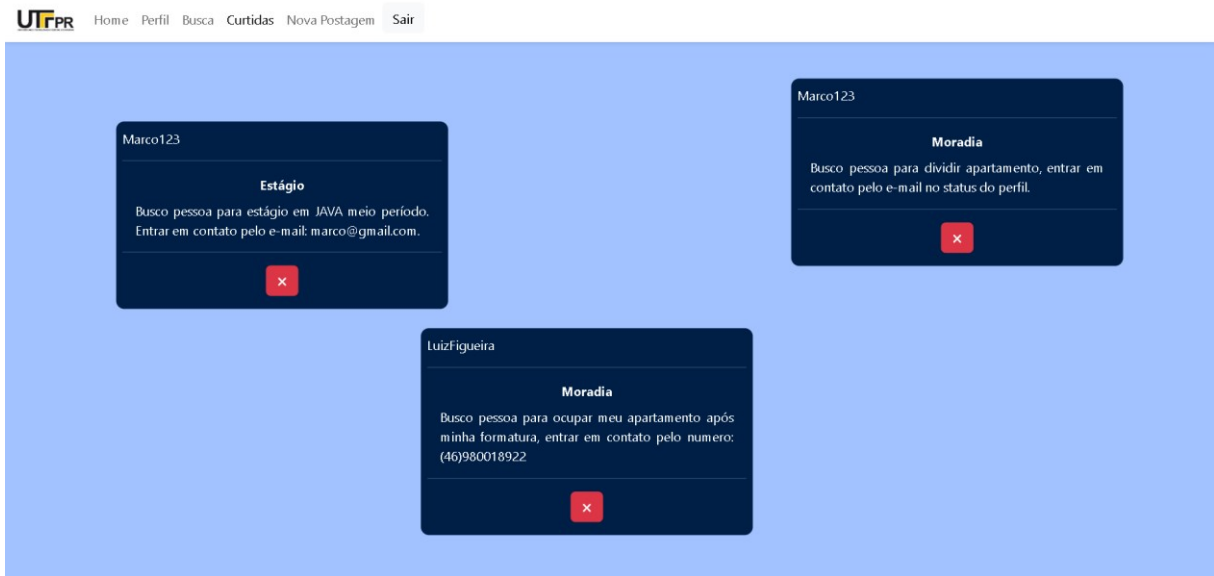 UTFPR
Home Perfil Busca Curtidas Nova Postagem Sair
Marco123
Estágio
Busco pessoa para estágio em JAVA meio período.
Entrar em contato pelo e-mail: marco@gmail.com.
×
Marco123
Moradia
Busco pessoa para dividir apartamento, entrar em
contato pelo e-mail no status do perfil.
×
LuizFigueira
Moradia
Busco pessoa para ocupar meu apartamento após
minha formatura, entrar em contato pelo numero:
(46)980018922
×